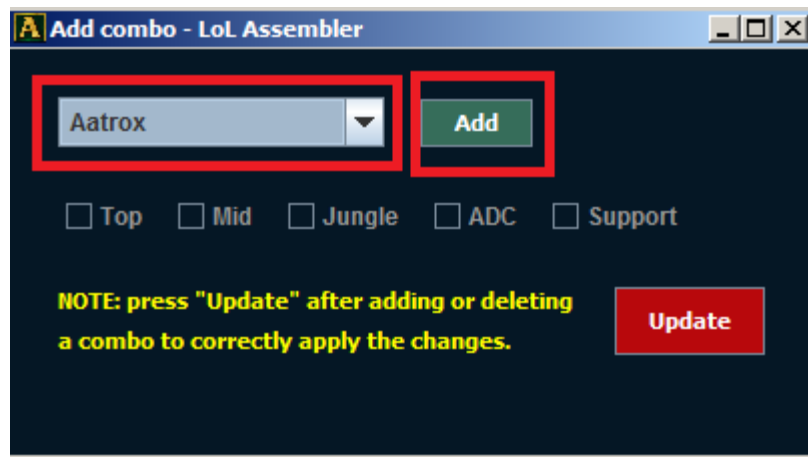 Add combo - LoL Assembler
Aatrox
Add
Top Mid Jungle ADC Support
NOTE: press "Update" after adding or deleting
a combo to correctly apply the changes.
Update